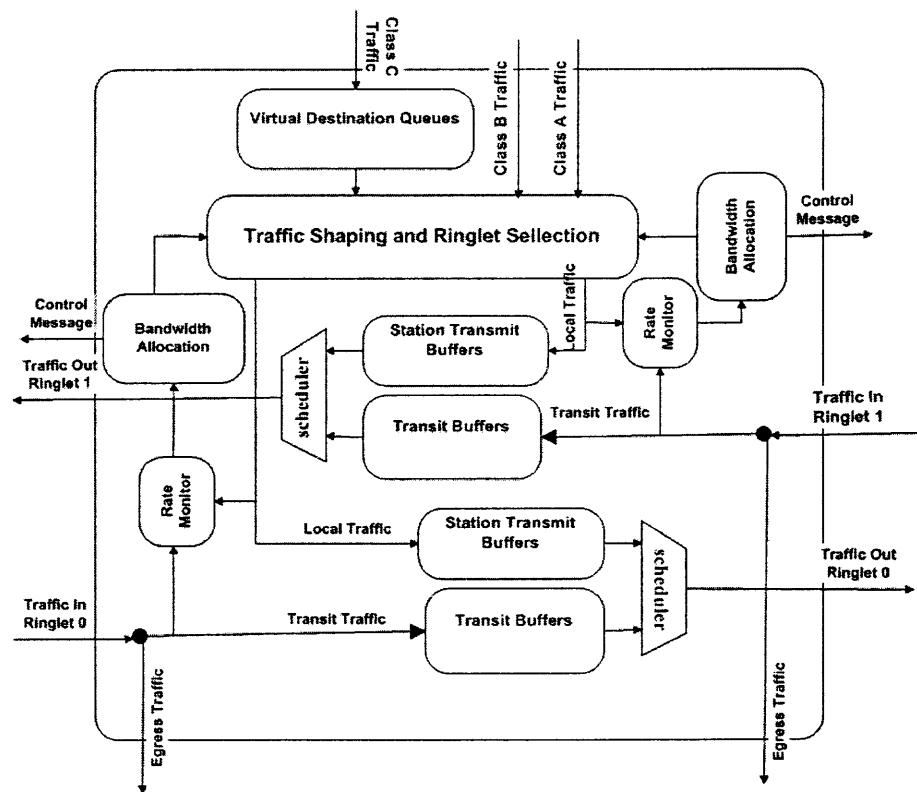 Class C
Traffic
Class B Traffic
Class A Traffic
Virtual Destination Queues
Traffic Shaping and Ringlet Sellection
Bandwidth
Allocation
Control
Message
Control
Message
Bandwidth
Allocation
Local Traffic
Rate
Monitor
Station Transmit
Buffers
scheduler
Traffic Out
Ringlet 1
Transit Buffers
Transit Traffic
Traffic In
Ringlet 1
Rate
Monitor
Local Traffic
Station Transmit
Buffers
scheduler
Traffic Out
Ringlet 0
Traffic In
Ringlet 0
Transit Traffic
Transit Buffers
Egress Traffic
Egress Traffic